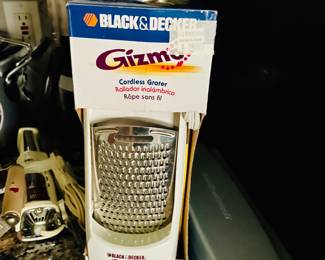 BLACK&DECKER
Gizmo
Cordless Grater
Rallador inalámbrico
Râpe sans fil
BLACK&DECKER